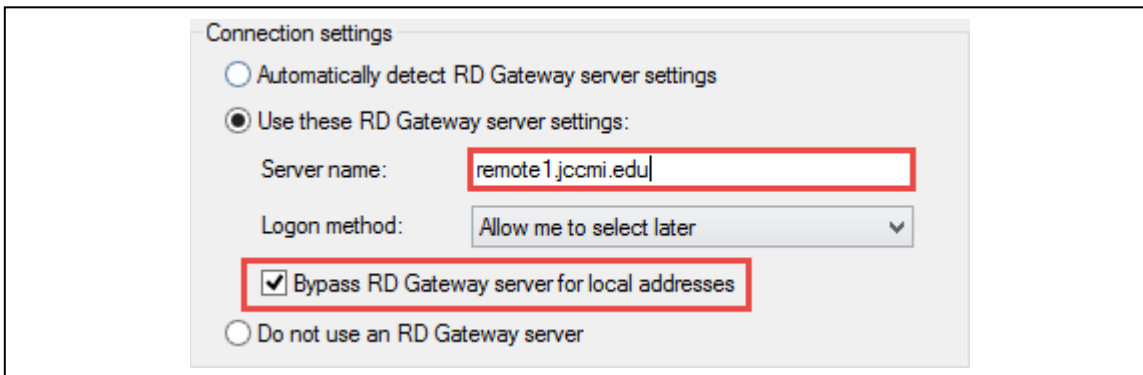 Connection settings
Automatically detect RD Gateway server settings
Use these RD Gateway server settings:
Server name: remote1.jccmi.edu
Logon method: Allow me to select later
Bypass RD Gateway server for local addresses
Do not use an RD Gateway server